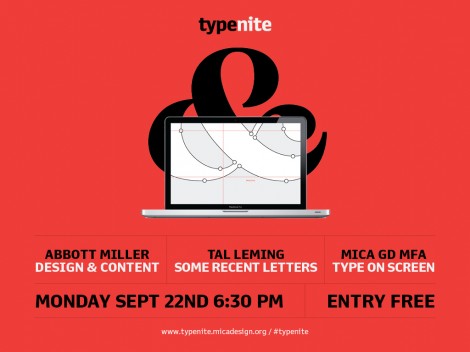 typenite
&
ABBOTT MILLER
DESIGN & CONTENT
TAL LEMING
SOME RECENT LETTERS
MICA GD MFA
TYPE ON SCREEN
MONDAY SEPT 22ND 6:30 PM
ENTRY FREE
www.typenite.micadesign.org / #typenite